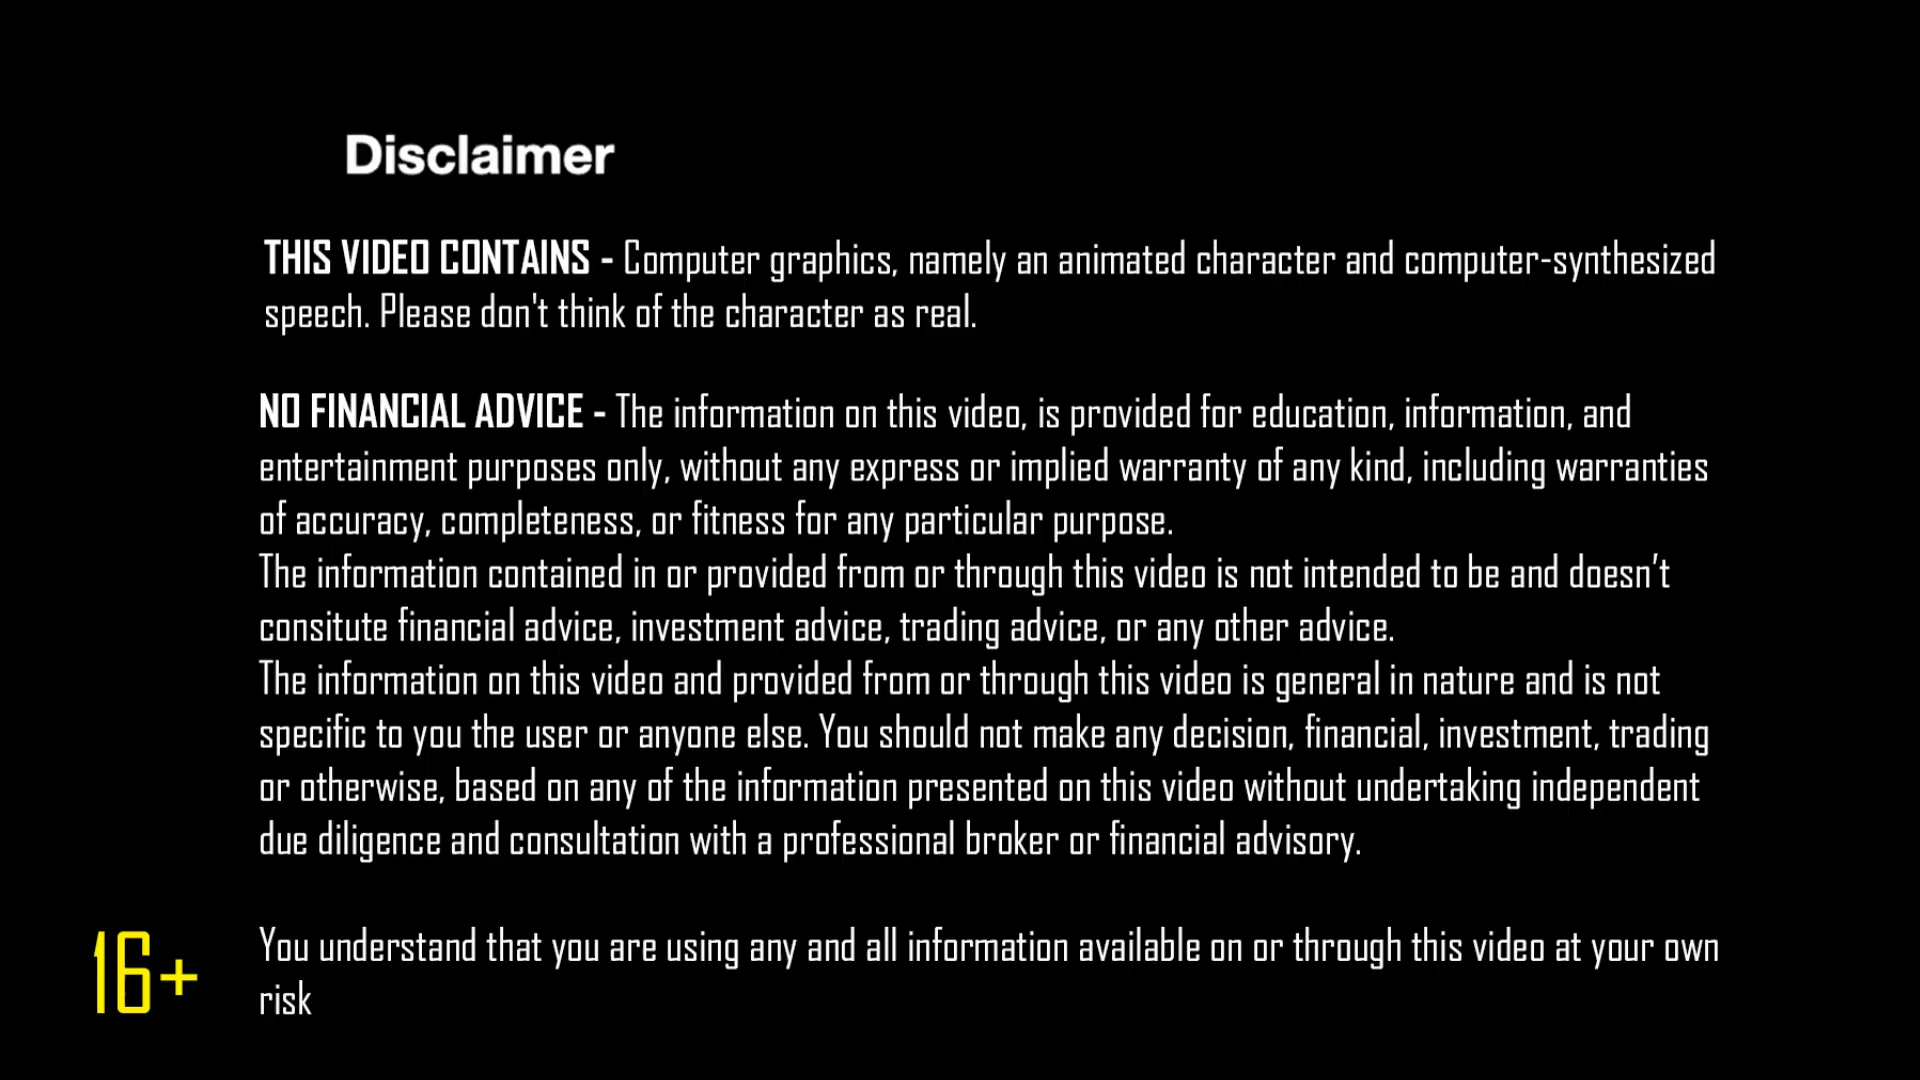 Disclaimer
THIS VIDEO CONTAINS - Computer graphics, namely an animated character and computer-synthesized
speech. Please don't think of the character as real.
NO FINANCIAL ADVICE - The information on this video, is provided for education, information, and
entertainment purposes only, without any express or implied warranty of any kind, including warranties
of accuracy, completeness, or fitness for any particular purpose.
The information contained in or provided from or through this video is not intended to be and doesn’t
consitute financial advice, investment advice, trading advice, or any other advice.
The information on this video and provided from or through this video is general in nature and is not
specific to you the user or anyone else. You should not make any decision, financial, investment, trading
or otherwise, based on any of the information presented on this video without undertaking independent
due diligence and consultation with a professional broker or financial advisory.
16+
You understand that you are using any and all information available on or through this video at your own
risk